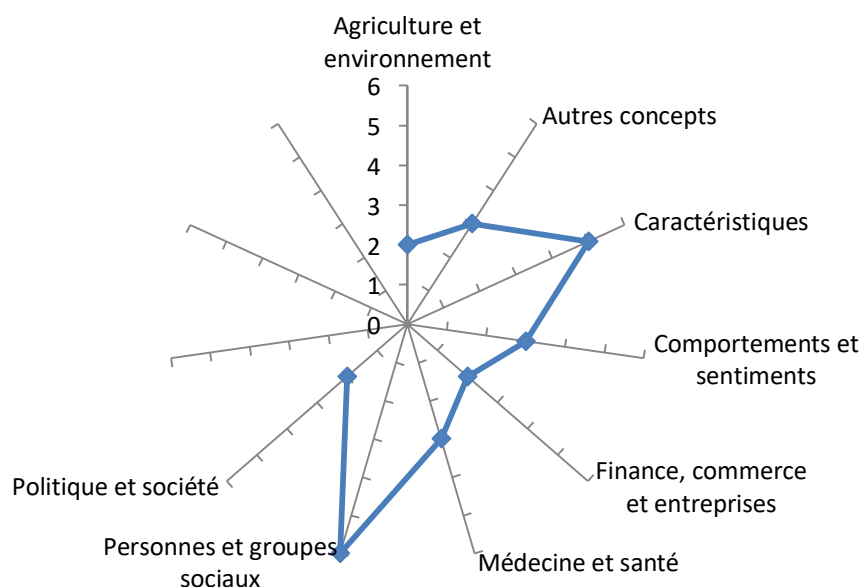 Agriculture et
environnement
6
5
4
3
2
1
0
Autres concepts
Caractéristiques
Comportements et
sentiments
Finance, commerce
et entreprises
Médecine et santé
Personnes et groupes
sociaux
Politique et société